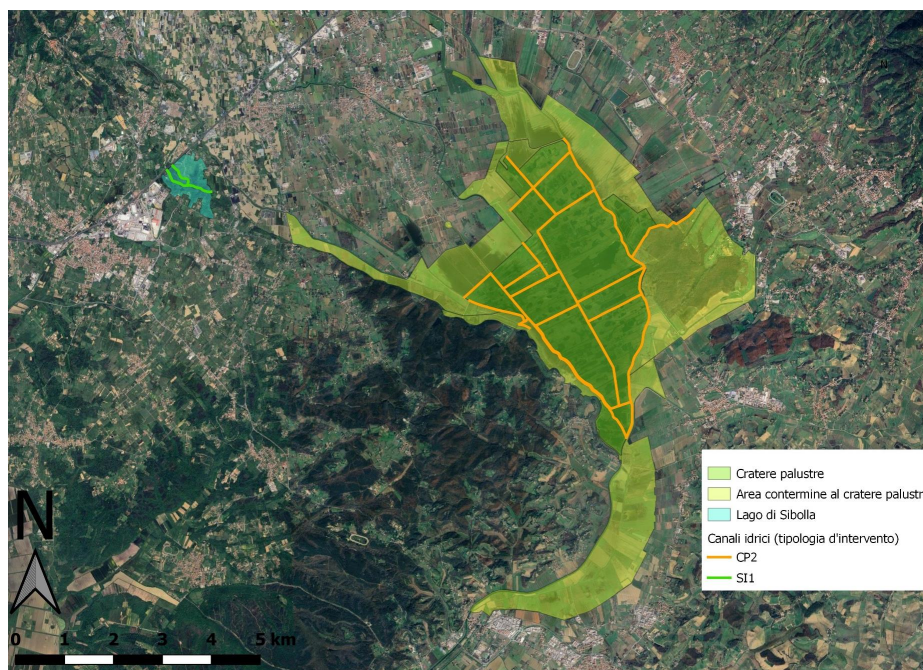 Cratere palustre
Area contermine al cratere palustr
Lago di Sibolla
Canali idrici (tipologia d'intervento)
CP2
SI1
N
0 1 2 3 4 5 km